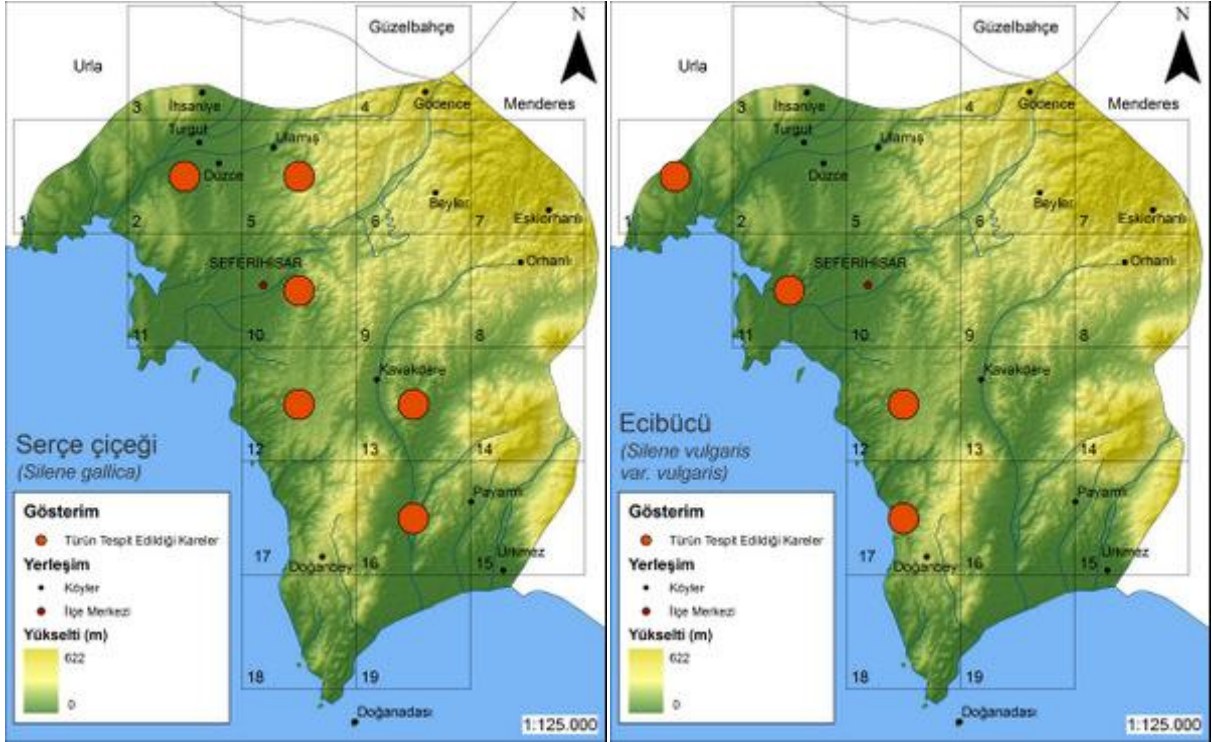 N
Güzelbahçe
Urla
Menderes
3
4
İhsaniye
Gödence
Turgut
Ulamış
Düzce
Beyler
Eskiorhanlı
1
2
5
6
7
SEFERİHİSAR
Orhanlı
11
10
9
8
Kavakdere
12
13
14
Serçe çiçeği
(Silene gallica)
Gösterim
Türün Tespit Edildiği Kareler
Yerleşim
Köyler
İlçe Merkezi
Yükselti (m)
622
0
Payamlı
Ürkmez
Doğanbey
17
16
15
18
19
Doğanadası
1:125.000
N
Güzelbahçe
Urla
Menderes
3
4
İhsaniye
Gödence
Turgut
Ulamış
Düzce
Beyler
Eskiorhanlı
1
2
5
6
7
SEFERİHİSAR
Orhanlı
11
10
9
8
Kavakdere
12
13
14
Ecibücü
(Silene vulgaris
var. vulgaris)
Gösterim
Türün Tespit Edildiği Kareler
Yerleşim
Köyler
İlçe Merkezi
Yükselti (m)
622
0
Payamlı
Ürkmez
Doğanbey
17
16
15
18
19
Doğanadası
1:125.000